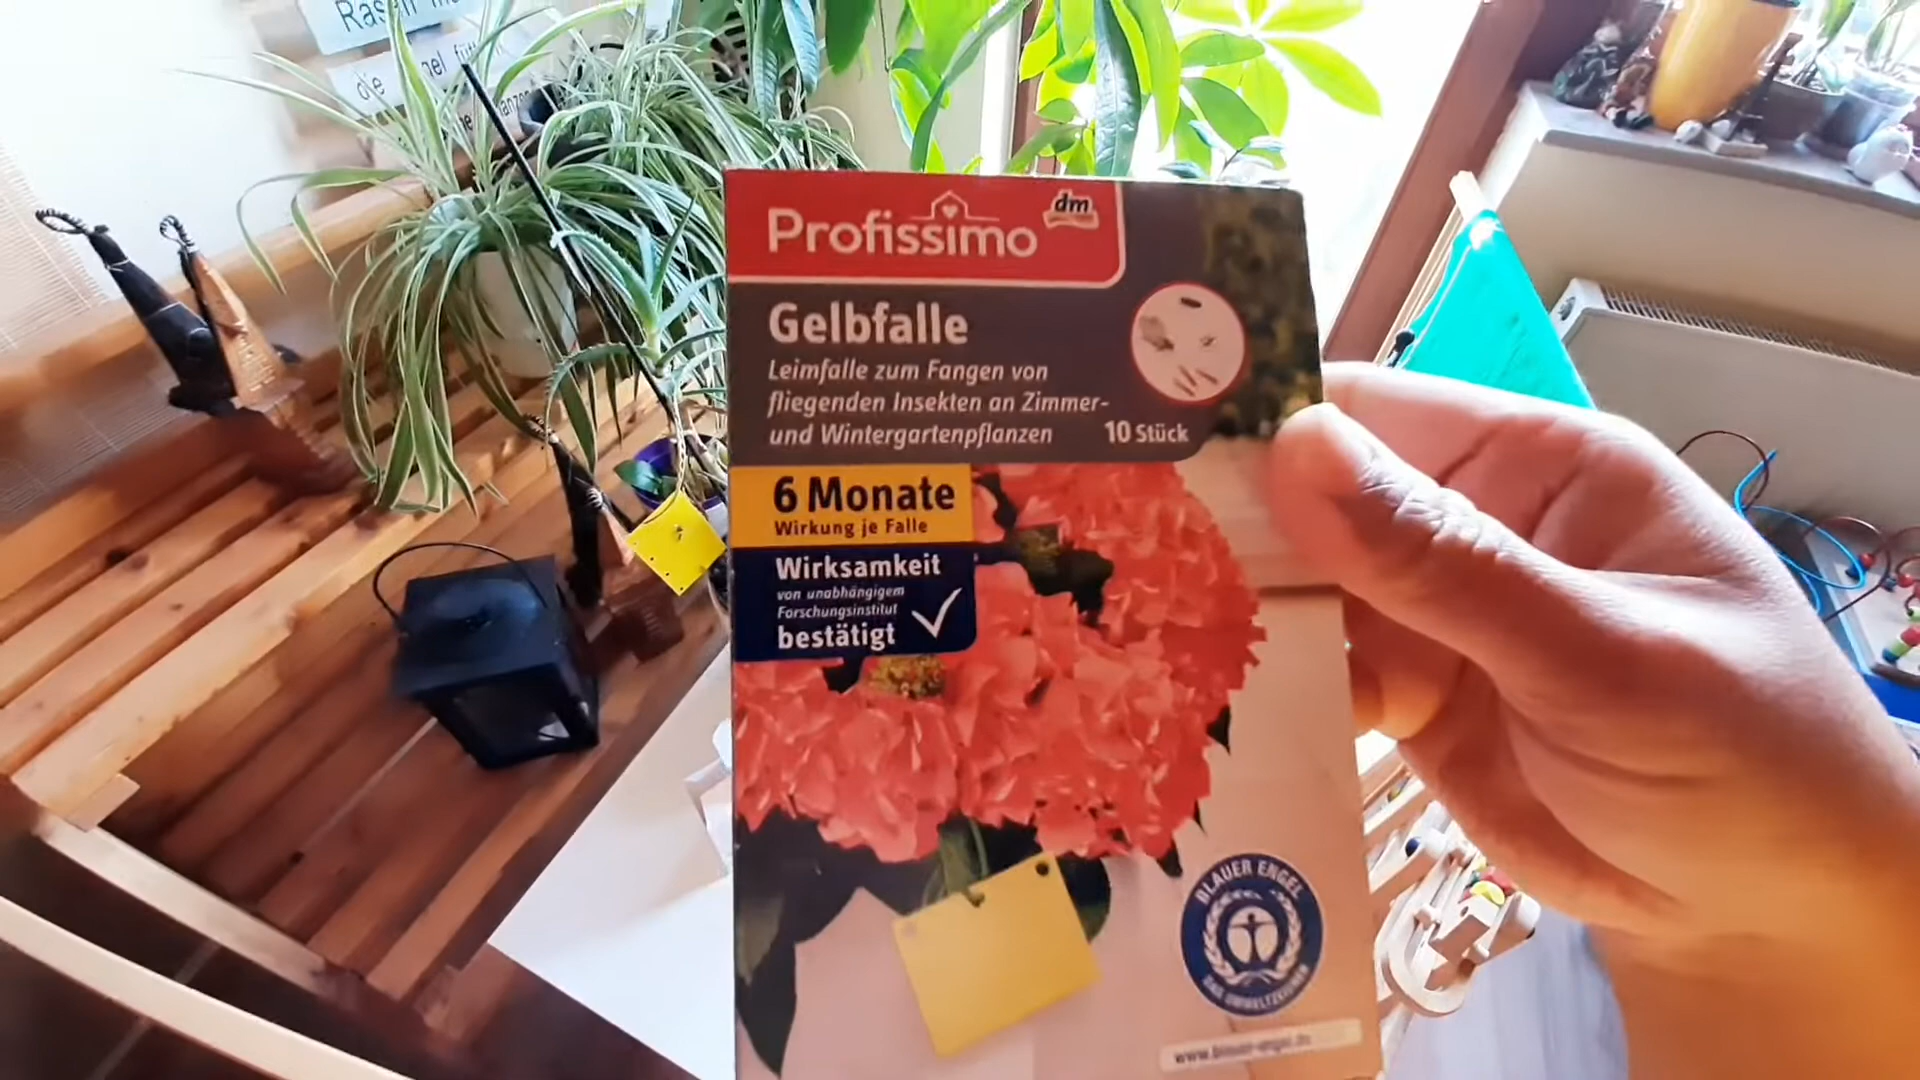 Profissimo
dm
Gelbfalle
Leimfalle zum Fangen von
fliegenden Insekten an Zimmer-
und Wintergartenpflanzen
10 Stück
6 Monate
Wirkung je Falle
Wirksamkeit
von unabhängigem
Forschungsinstitut
bestätigt
BLAUER ENGEL
DAS UMWELTZEICHEN
www.blauer-engel.de